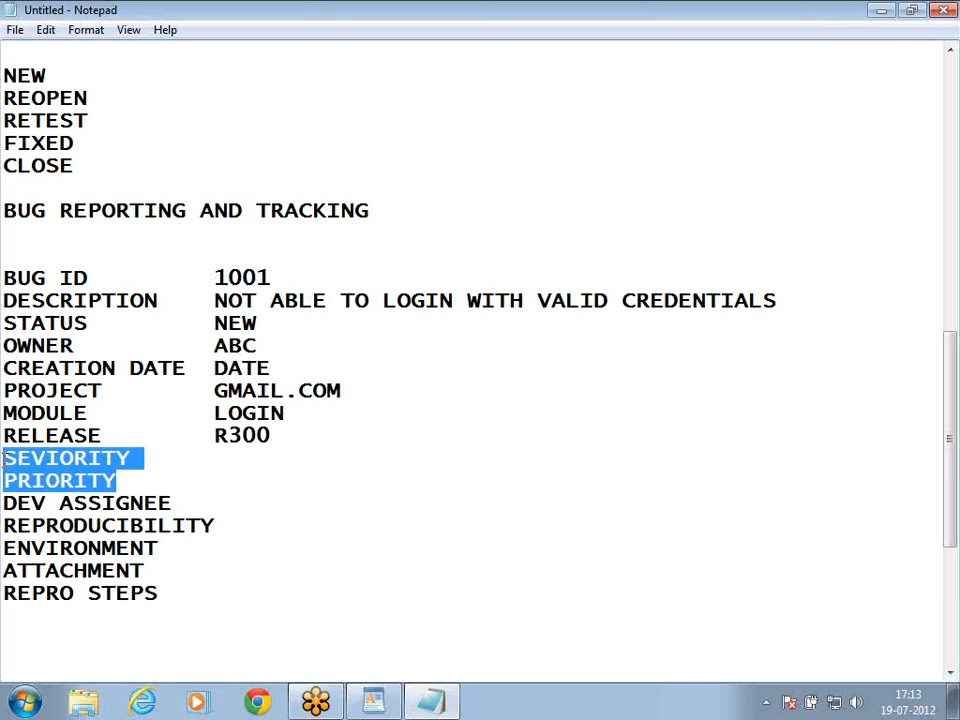 Untitled - Notepad
File Edit Format View Help
NEW
REOPEN
RETEST
FIXED
CLOSE
BUG REPORTING AND TRACKING
BUG ID 1001
DESCRIPTION NOT ABLE TO LOGIN WITH VALID CREDENTIALS
STATUS NEW
OWNER ABC
CREATION DATE DATE
PROJECT GMAIL.COM
MODULE LOGIN
RELEASE R300
SEVIORITY
PRIORITY
DEV ASSIGNEE
REPRODUCIBILITY
ENVIRONMENT
ATTACHMENT
REPRO STEPS
17:13
19-07-2012